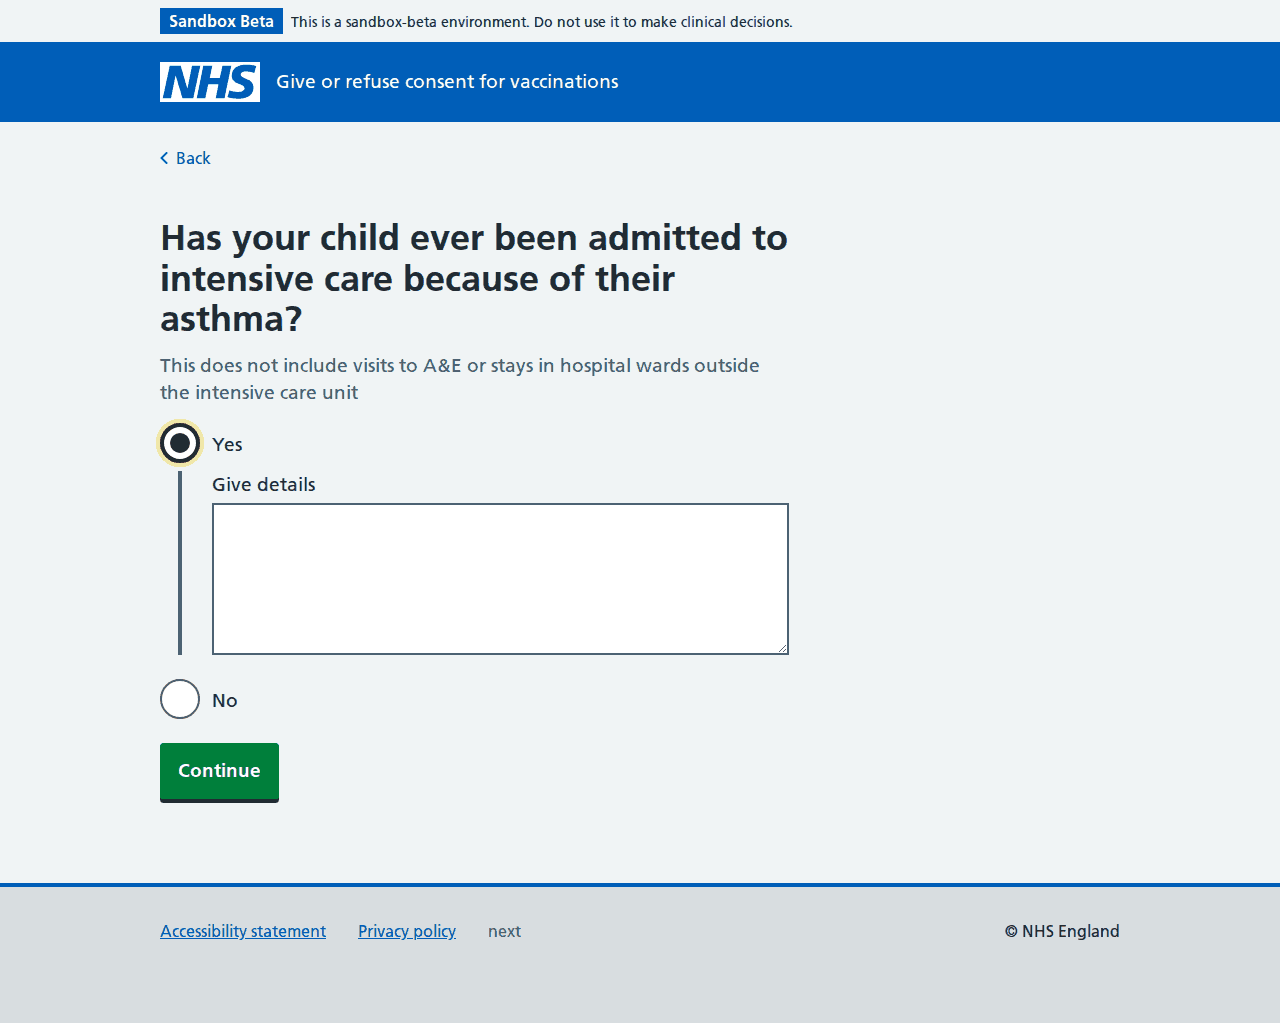 Sandbox Beta This is a sandbox-beta environment. Do not use it to make clinical decisions.
NHS Give or refuse consent for vaccinations
Back
Has your child ever been admitted to
intensive care because of their
asthma?
This does not include visits to A&E or stays in hospital wards outside
the intensive care unit
Yes
Give details
No
Continue
Accessibility statement Privacy policy next © NHS England